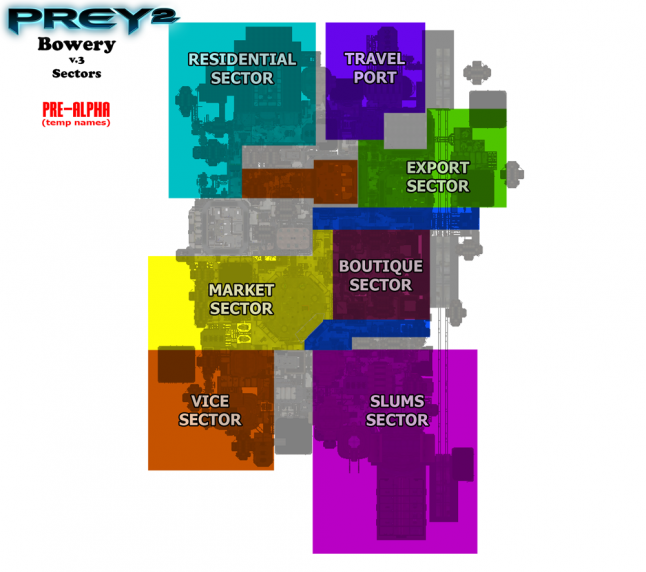 PREY2
Bowery
v.3
Sectors
PRE-ALPHA
(temp names)
RESIDENTIAL
SECTOR
TRAVEL
PORT
EXPORT
SECTOR
BOUTIQUE
SECTOR
MARKET
SECTOR
VICE
SECTOR
SLUMS
SECTOR